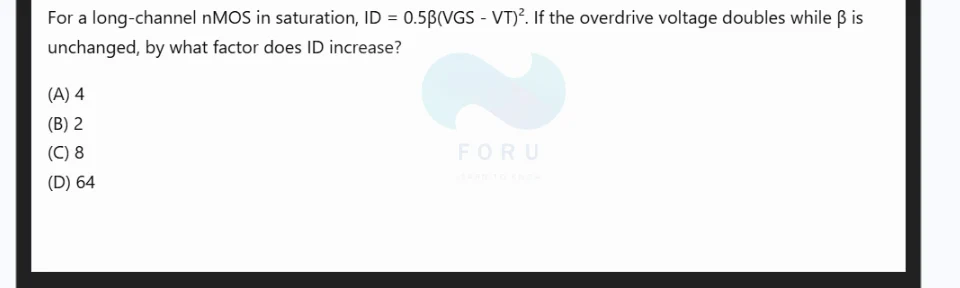 For a long-channel nMOS in saturation, ID = 0.5β(VGS - VT)². If the overdrive voltage doubles while β is
unchanged, by what factor does ID increase?
(A) 4
(B) 2
(C) 8
(D) 64
FORU